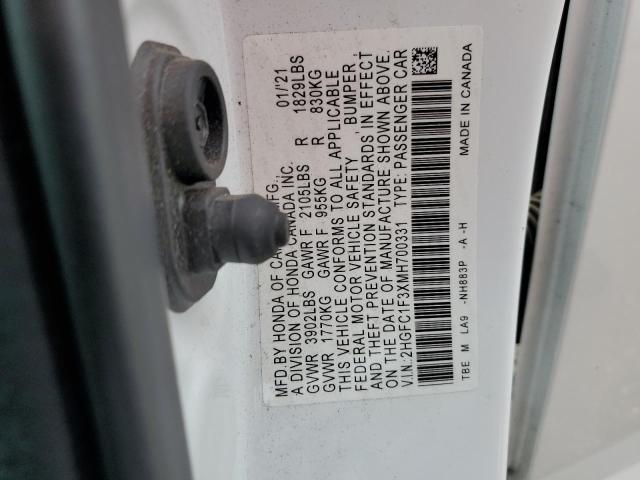 MFD.BY HONDA OF CA MFG., 01/'21
A DIVISION OF HONDA CANADA INC.
GVWR 3902LBS GAWR F 2105LBS R 1829LBS
GVWR 1770KG GAWR F 955KG R 830KG
THIS VEHICLE CONFORMS TO ALL APPLICABLE
FEDERAL MOTOR VEHICLE SAFETY , BUMPER ,
AND THEFT PREVENTION STANDARDS IN EFFECT
ON THE DATE OF MANUFACTURE SHOWN ABOVE.
V.I.N.:2HGFC1F3XMH700331 TYPE: PASSENGER CAR
TBE M LA9 -NH883P -A -H MADE IN CANADA